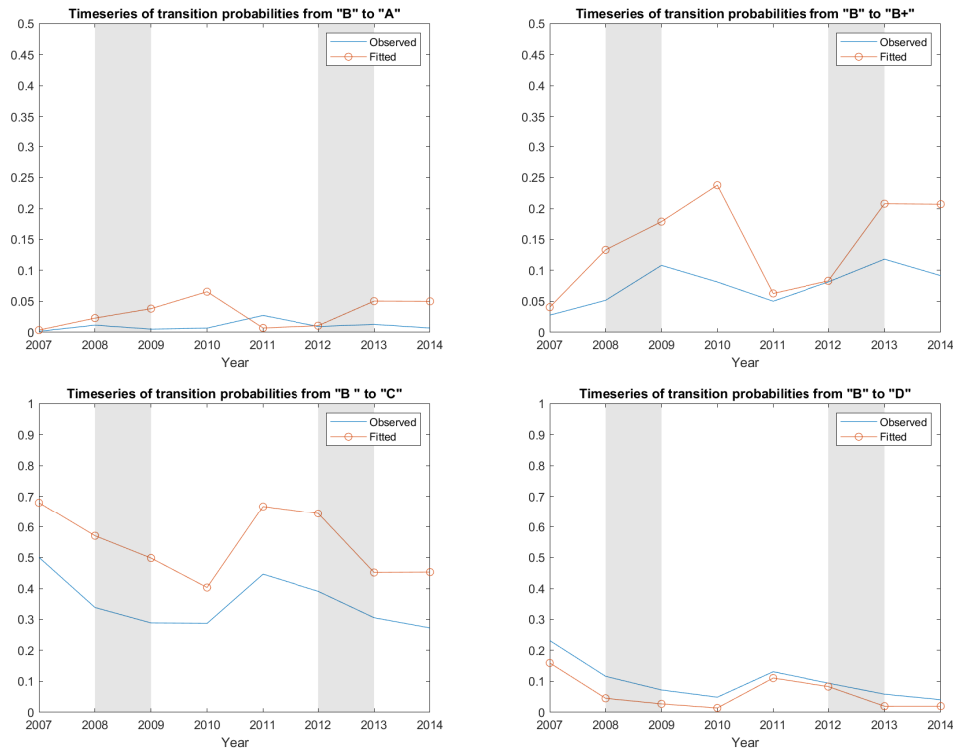 Timeseries of transition probabilities from "B" to "A"
0.5
0.45
0.4
0.35
0.3
0.25
0.2
0.15
0.1
0.05
0
Observed
Fitted
2007 2008 2009 2010 2011 2012 2013 2014
Year
Timeseries of transition probabilities from "B" to "B+"
0.5
0.45
0.4
0.35
0.3
0.25
0.2
0.15
0.1
0.05
0
Observed
Fitted
2007 2008 2009 2010 2011 2012 2013 2014
Year
Timeseries of transition probabilities from "B " to "C"
1
0.9
0.8
0.7
0.6
0.5
0.4
0.3
0.2
0.1
0
Observed
Fitted
2007 2008 2009 2010 2011 2012 2013 2014
Year
Timeseries of transition probabilities from "B" to "D"
1
0.9
0.8
0.7
0.6
0.5
0.4
0.3
0.2
0.1
0
Observed
Fitted
2007 2008 2009 2010 2011 2012 2013 2014
Year